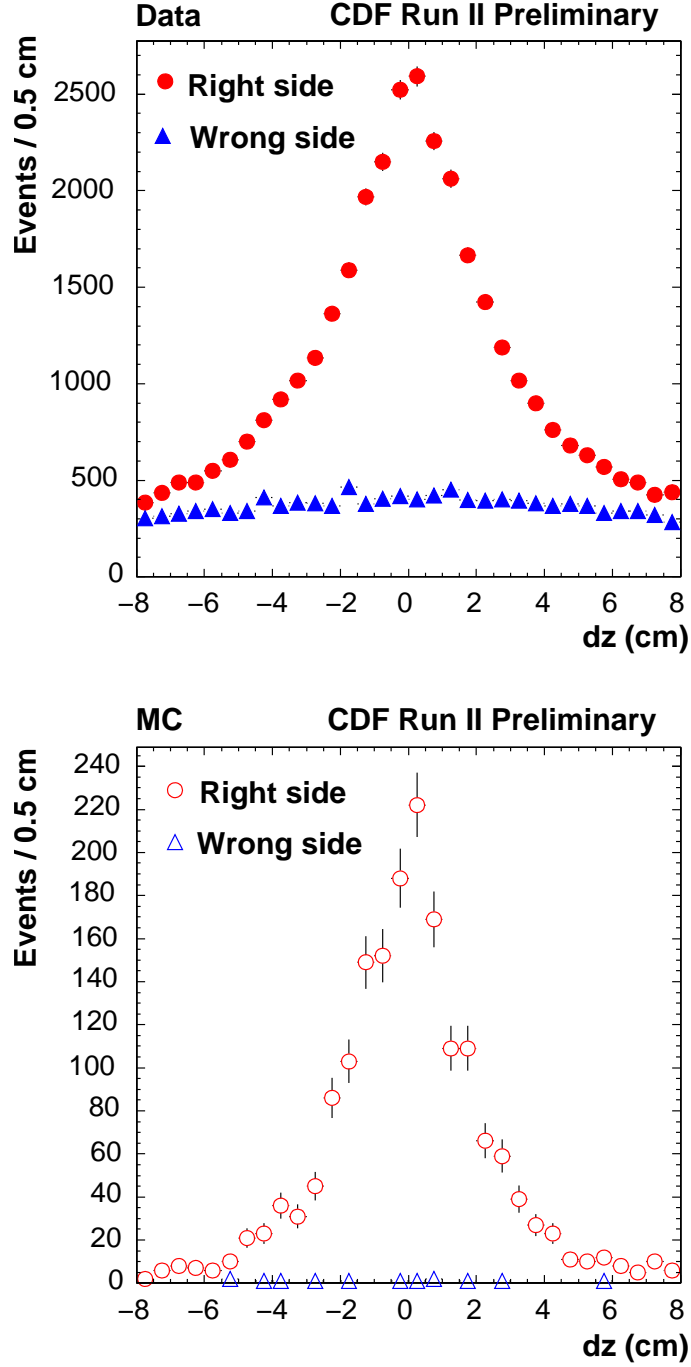 Data CDF Run II Preliminary
Events / 0.5 cm
Right side
Wrong side
2500
2000
1500
1000
500
0
−8 −6 −4 −2 0 2 4 6 8
dz (cm)
MC CDF Run II Preliminary
Events / 0.5 cm
Right side
Wrong side
240
220
200
180
160
140
120
100
80
60
40
20
0
−8 −6 −4 −2 0 2 4 6 8
dz (cm)